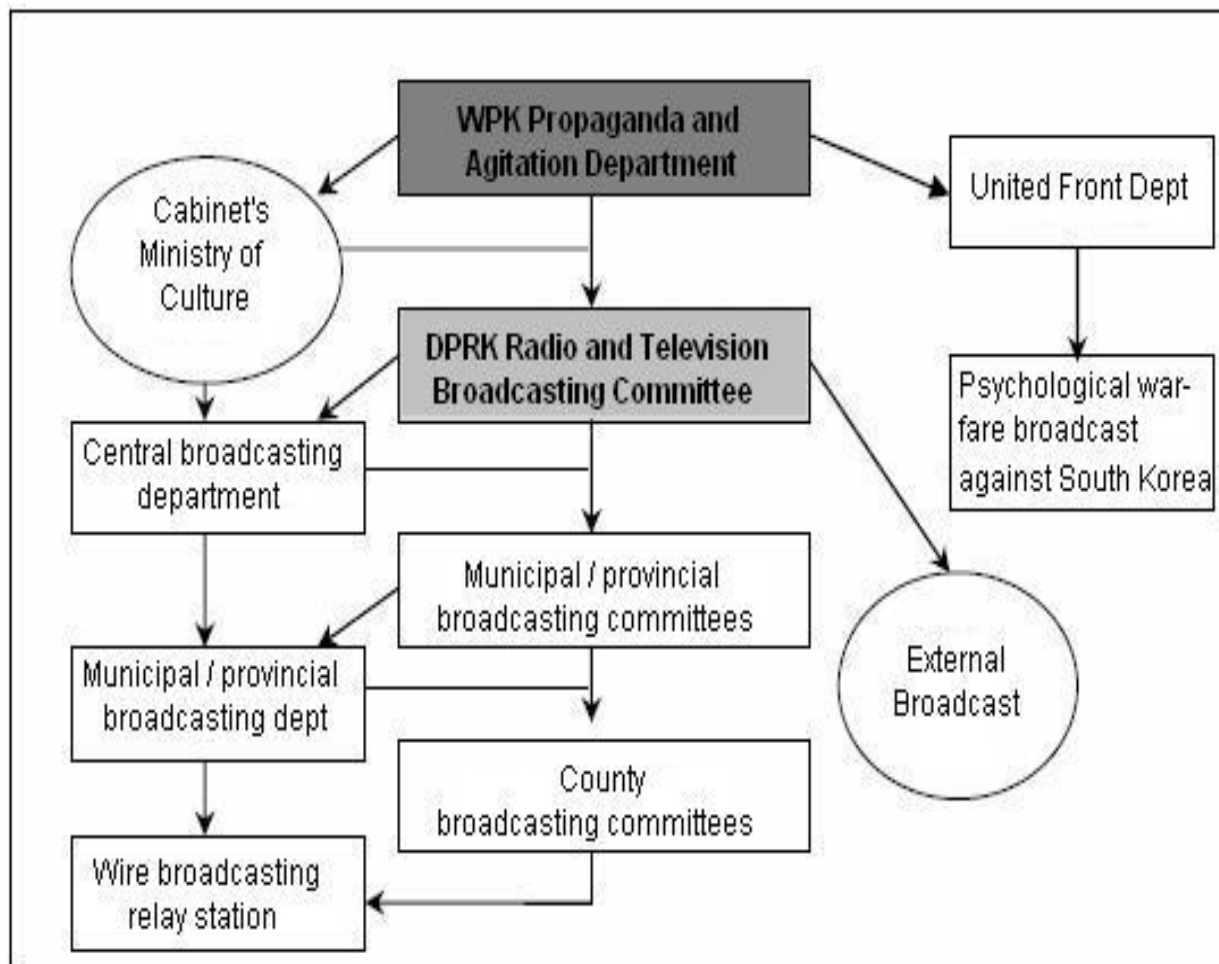 WPK Propaganda and
Agitation Department
Cabinet's
Ministry of
Culture
United Front Dept
DPRK Radio and Television
Broadcasting Committee
Psychological war-
fare broadcast
against South Korea
Central broadcasting
department
Municipal / provincial
broadcasting committees
External
Broadcast
Municipal / provincial
broadcasting dept
County
broadcasting committees
Wire broadcasting
relay station